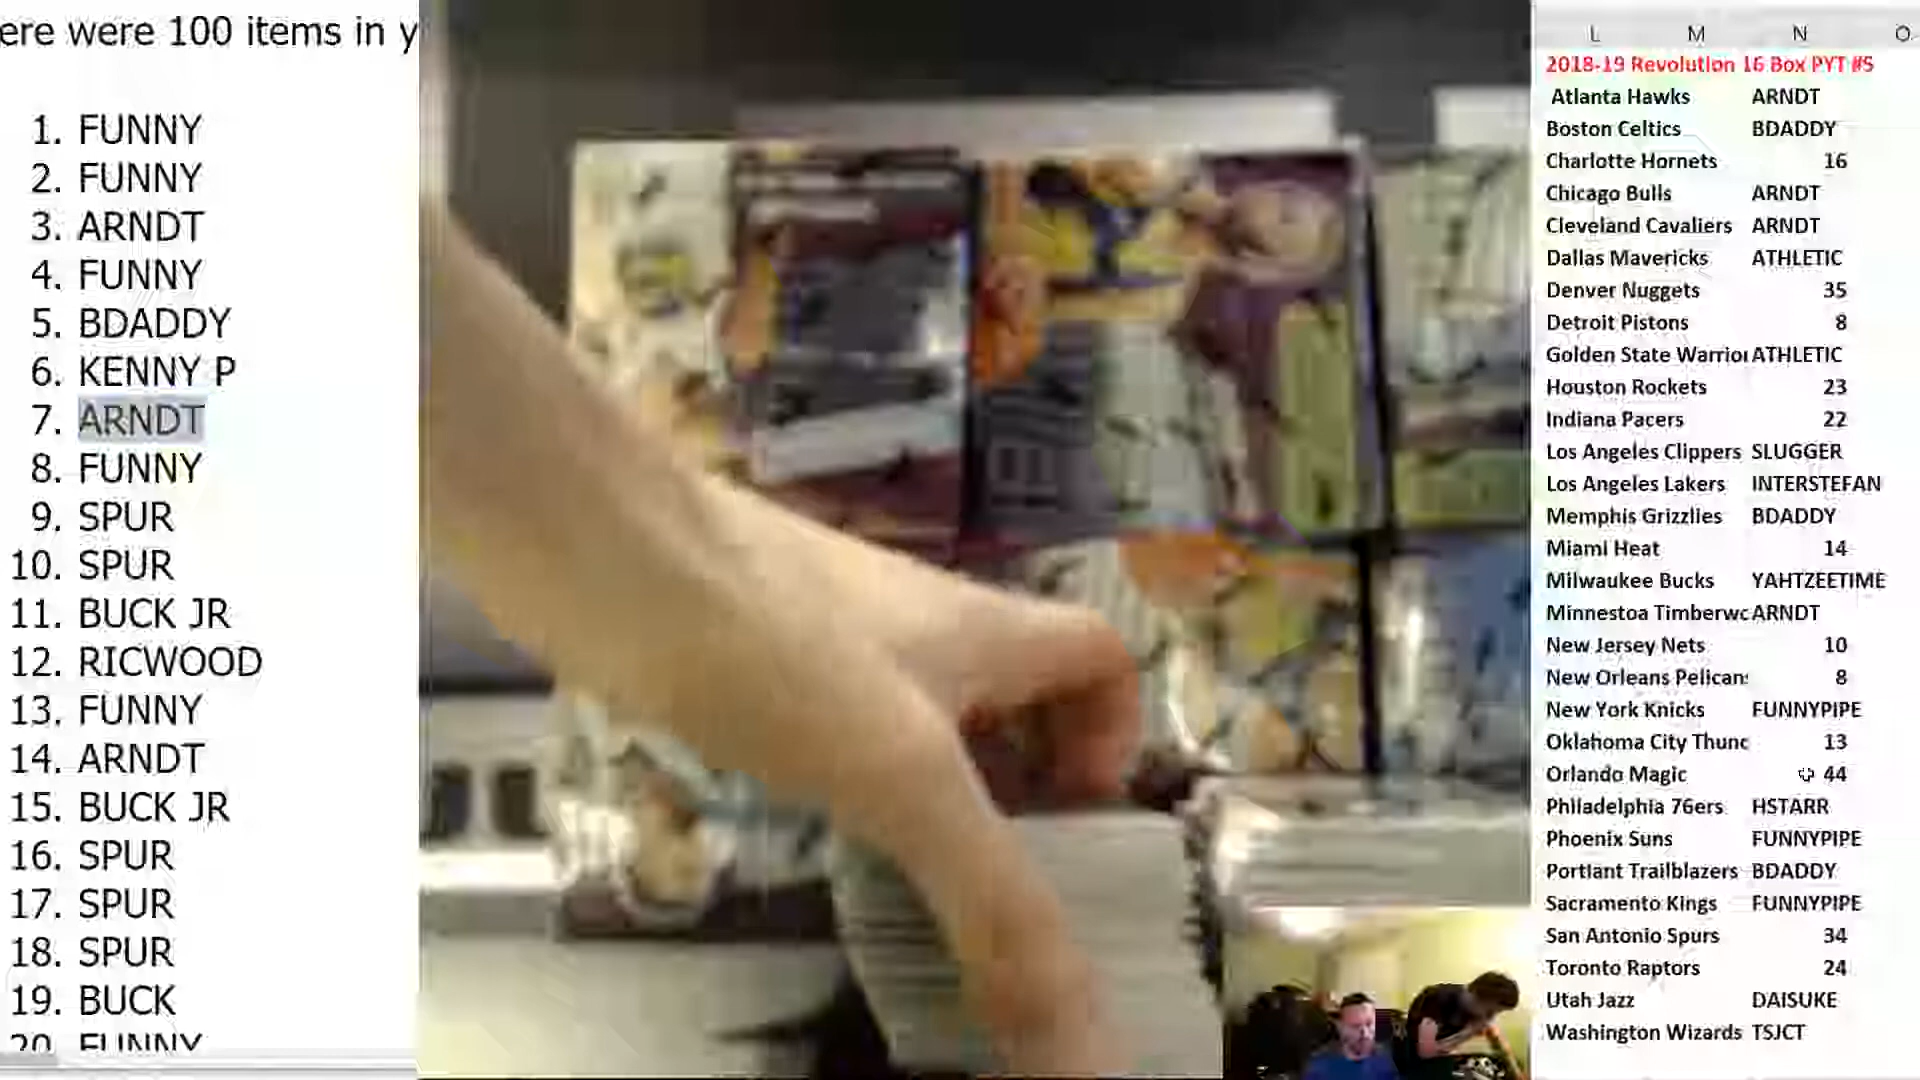 ere were 100 items in y
1. FUNNY
2. FUNNY
3. ARNDT
4. FUNNY
5. BDADDY
6. KENNY P
7. ARNDT
8. FUNNY
9. SPUR
10. SPUR
11. BUCK JR
12. RICWOOD
13. FUNNY
14. ARNDT
15. BUCK JR
16. SPUR
17. SPUR
18. SPUR
19. BUCK
20. FUNNY
L M N O
2018-19 Revolution 16 Box PYT #5
Atlanta Hawks ARNDT
Boston Celtics BDADDY
Charlotte Hornets 16
Chicago Bulls ARNDT
Cleveland Cavaliers ARNDT
Dallas Mavericks ATHLETIC
Denver Nuggets 35
Detroit Pistons 8
Golden State Warrior ATHLETIC
Houston Rockets 23
Indiana Pacers 22
Los Angeles Clippers SLUGGER
Los Angeles Lakers INTERSTEFAN
Memphis Grizzlies BDADDY
Miami Heat 14
Milwaukee Bucks YAHTZEETIME
Minnestoa Timberwo ARNDT
New Jersey Nets 10
New Orleans Pelicans 8
New York Knicks FUNNYPIPE
Oklahoma City Thund 13
Orlando Magic 44
Philadelphia 76ers HSTARR
Phoenix Suns FUNNYPIPE
Portlant Trailblazers BDADDY
Sacramento Kings FUNNYPIPE
San Antonio Spurs 34
Toronto Raptors 24
Utah Jazz DAISUKE
Washington Wizards TSJCT